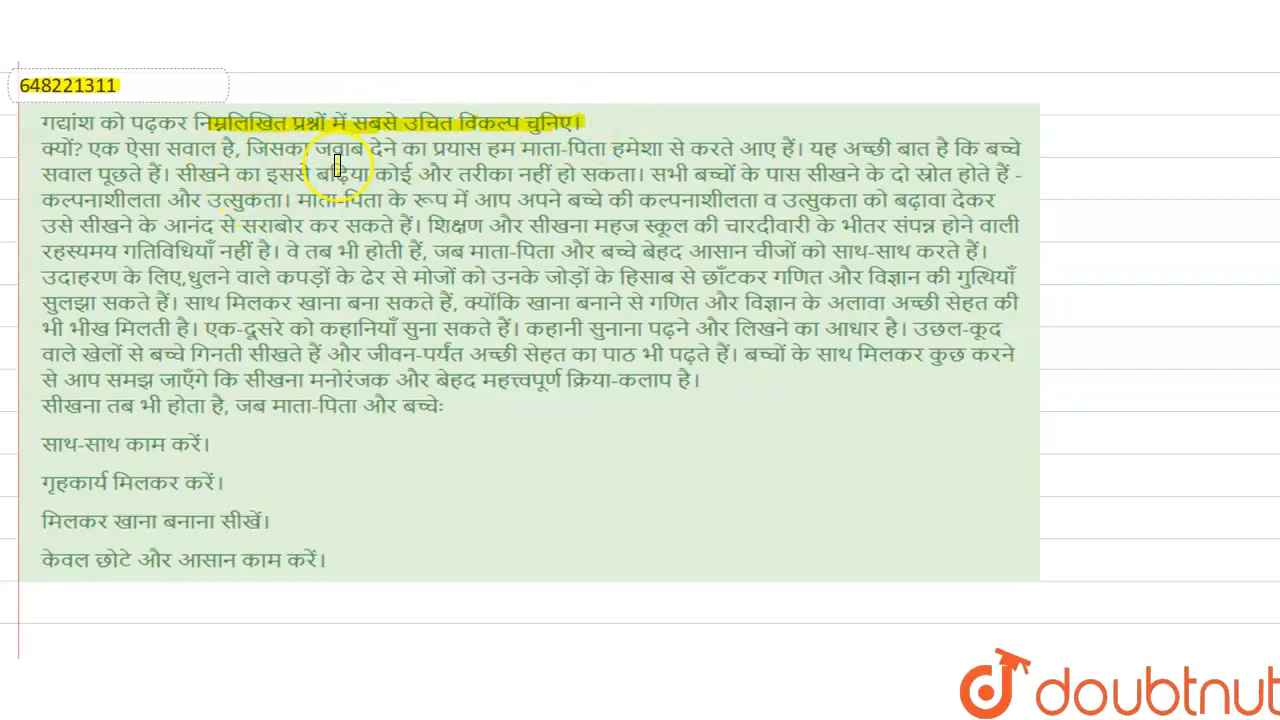 648221311
गद्यांश को पढ़कर निम्नलिखित प्रश्नों में सबसे उचित विकल्प चुनिए।
क्यों? एक ऐसा सवाल है, जिसका जवाब देने का प्रयास हम माता-पिता हमेशा से करते आए हैं। यह अच्छी बात है कि बच्चे
सवाल पूछते हैं। सीखने का इससे बढ़िया कोई और तरीका नहीं हो सकता। सभी बच्चों के पास सीखने के दो स्रोत होते हैं -
कल्पनाशीलता और उत्सुकता। माता-पिता के रूप में आप अपने बच्चे की कल्पनाशीलता व उत्सुकता को बढ़ावा देकर
उसे सीखने के आनंद से सराबोर कर सकते हैं। शिक्षण और सीखना महज स्कूल की चारदीवारी के भीतर संपन्न होने वाली
रहस्यमय गतिविधियाँ नहीं है। वे तब भी होती हैं, जब माता-पिता और बच्चे बेहद आसान चीजों को साथ-साथ करते हैं।
उदाहरण के लिए,धुलने वाले कपड़ों के ढेर से मोजों को उनके जोड़ों के हिसाब से छाँटकर गणित और विज्ञान की गुत्थियाँ
सुलझा सकते हैं। साथ मिलकर खाना बना सकते हैं, क्योंकि खाना बनाने से गणित और विज्ञान के अलावा अच्छी सेहत की
भी भीख मिलती है। एक-दूसरे को कहानियाँ सुना सकते हैं। कहानी सुनाना पढ़ने और लिखने का आधार है। उछल-कूद
वाले खेलों से बच्चे गिनती सीखते हैं और जीवन-पर्यंत अच्छी सेहत का पाठ भी पढ़ते हैं। बच्चों के साथ मिलकर कुछ करने
से आप समझ जाएँगे कि सीखना मनोरंजक और बेहद महत्त्वपूर्ण क्रिया-कलाप है।
सीखना तब भी होता है, जब माता-पिता और बच्चेः
साथ-साथ काम करें।
गृहकार्य मिलकर करें।
मिलकर खाना बनाना सीखें।
केवल छोटे और आसान काम करें।
doubtnut